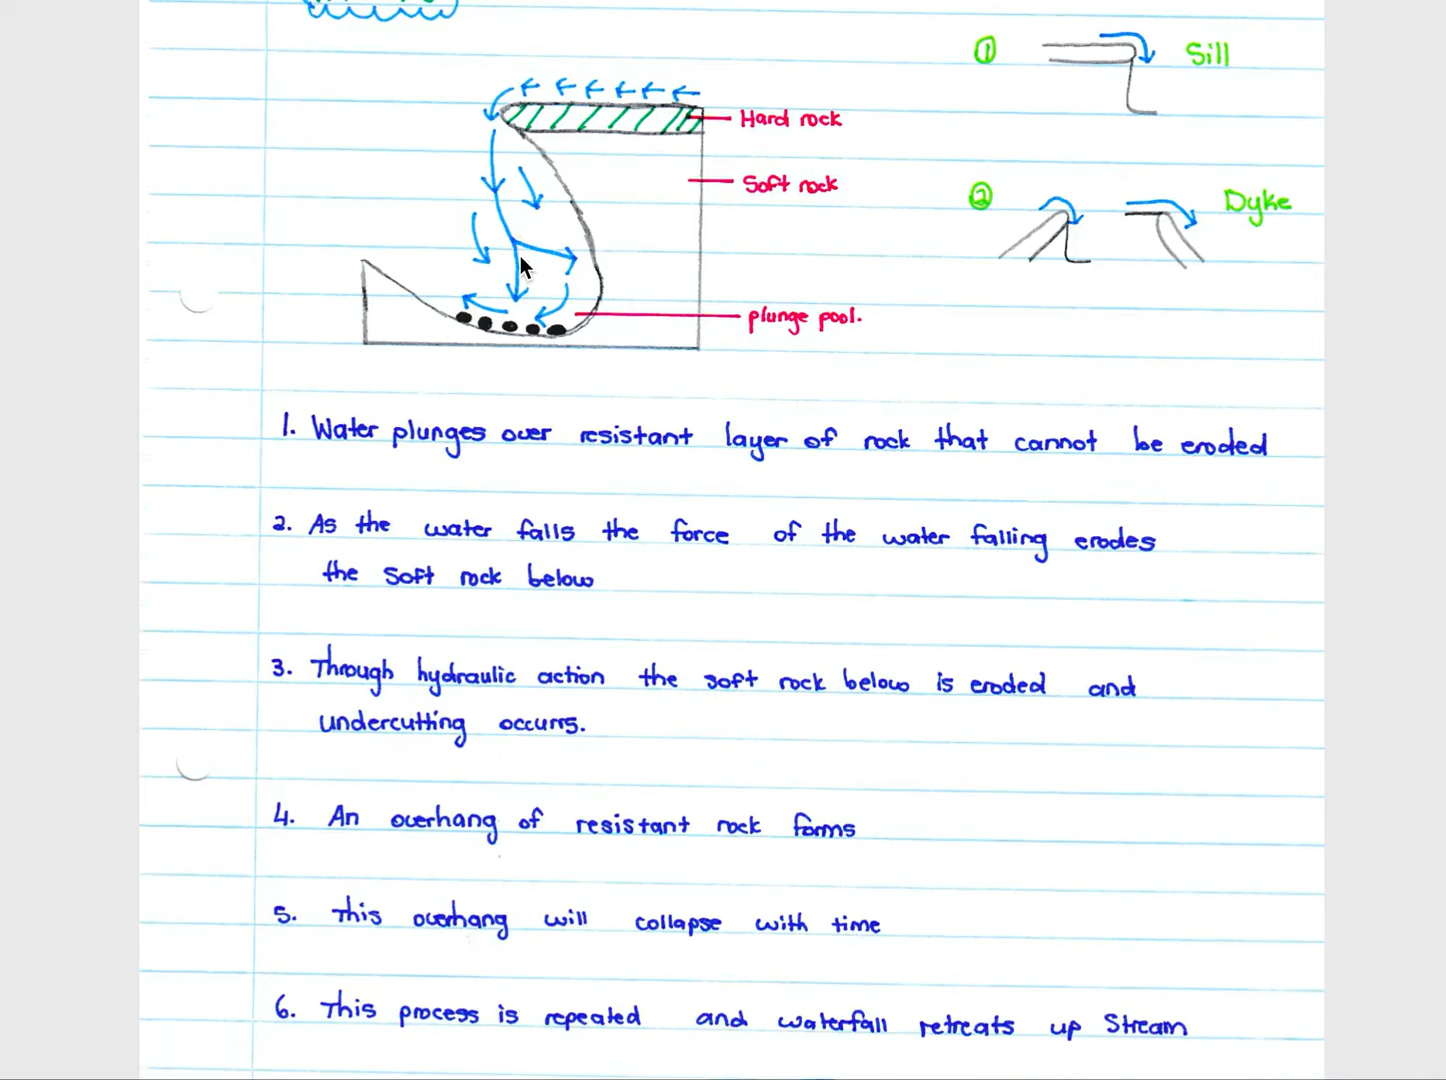 ① Sill
Hard rock
Soft rock
② Dyke
plunge pool.
1. Water plunges over resistant layer of rock that cannot be eroded
2. As the water falls the force of the water falling erodes
the soft rock below
3. Through hydraulic action the soft rock below is eroded and
undercutting occurrs.
4. An overhang of resistant rock forms
5. This overhang will collapse with time
6. This process is repeated and waterfall retreats up Stream